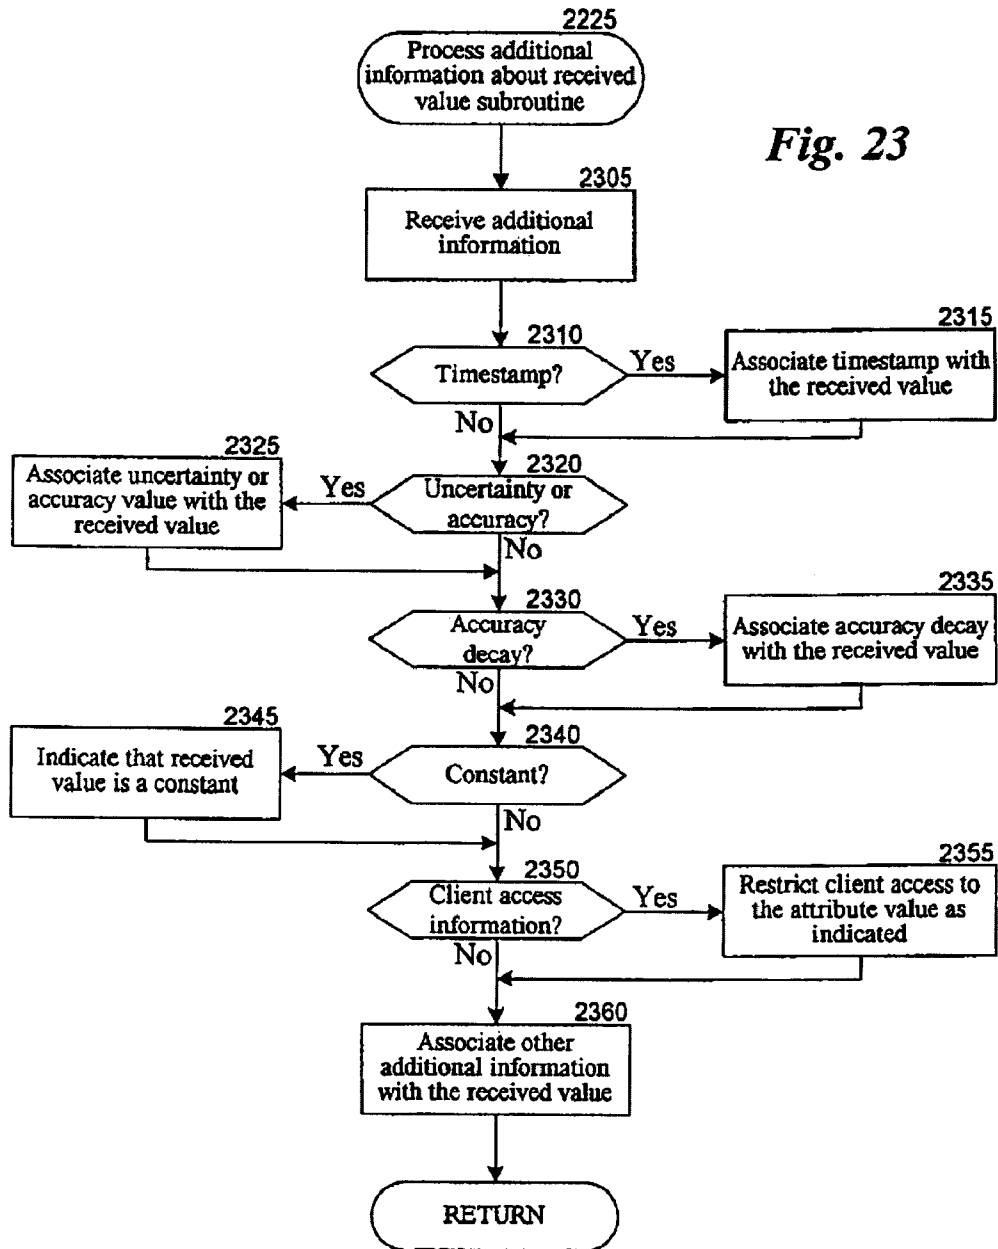 2225
Process additional
information about received
value subroutine
Fig. 23
2305
Receive additional
information
2310
Timestamp?
Yes
2315
Associate timestamp with
the received value
No
2320
Uncertainty or
accuracy?
Yes
2325
Associate uncertainty or
accuracy value with the
received value
No
2330
Accuracy
decay?
Yes
2335
Associate accuracy decay
with the received value
No
2340
Constant?
Yes
2345
Indicate that received
value is a constant
No
2350
Client access
information?
Yes
2355
Restrict client access to
the attribute value as
indicated
No
2360
Associate other
additional information
with the received value
RETURN